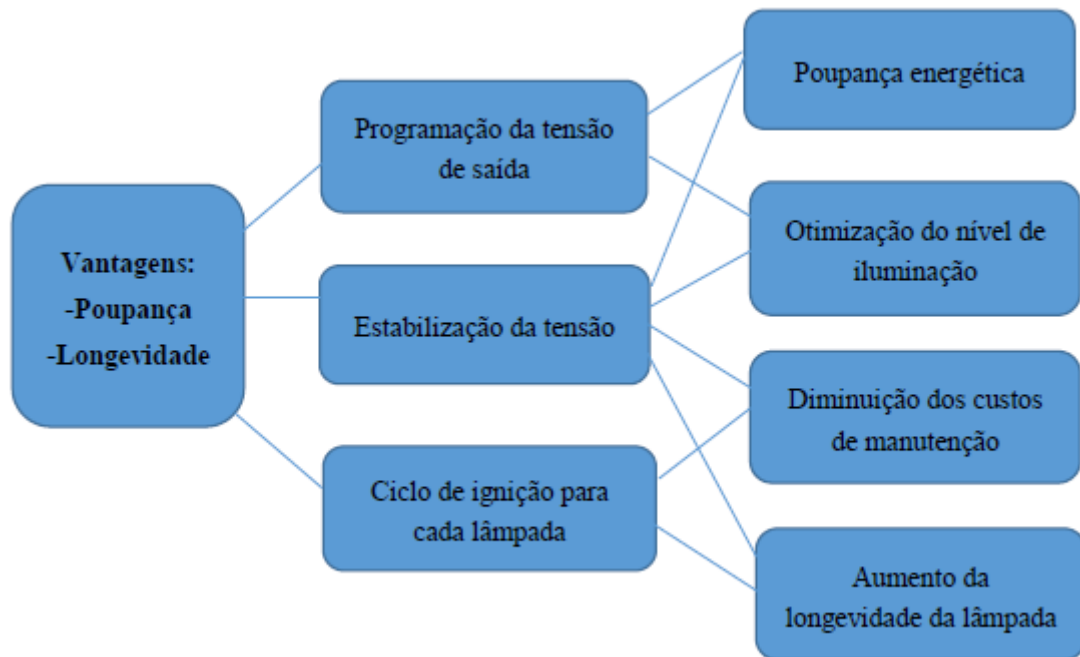 Vantagens:
-Poupança
-Longevidade
Programação da tensão
de saída
Estabilização da tensão
Ciclo de ignição para
cada lâmpada
Poupança energética
Otimização do nível de
iluminação
Diminuição dos custos
de manutenção
Aumento da
longevidade da lâmpada